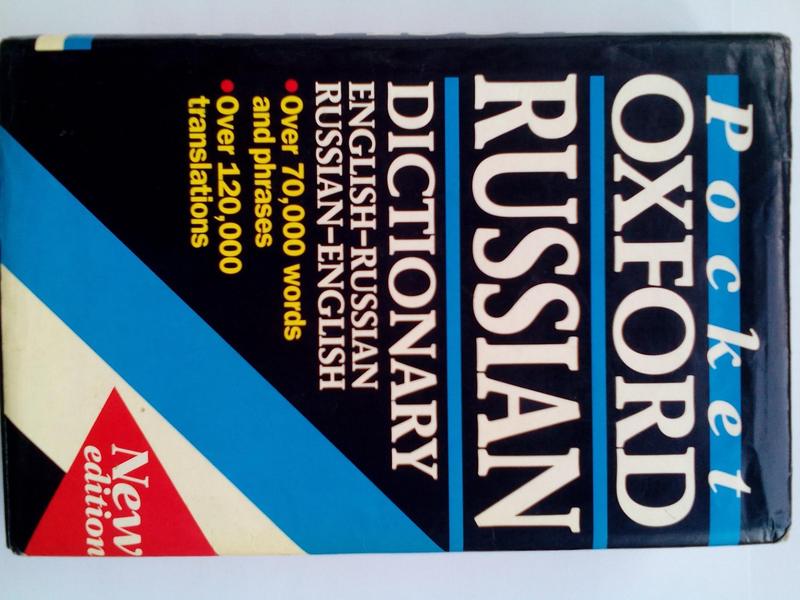 Pocket
OXFORD
RUSSIAN
DICTIONARY
ENGLISH-RUSSIAN
RUSSIAN-ENGLISH
• Over 70,000 words
and phrases
• Over 120,000
translations
New
edition